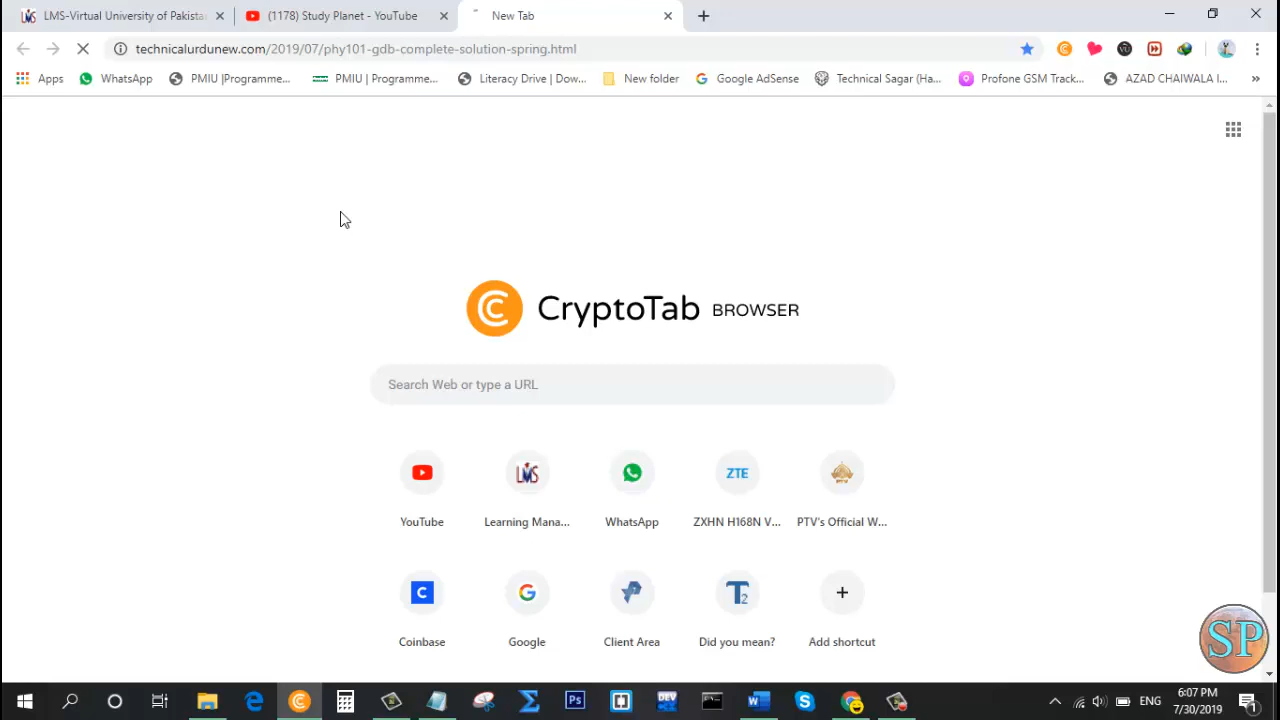 LMS-Virtual University of Pakista
(1178) Study Planet - YouTube
New Tab
technicalurdunew.com/2019/07/phy101-gdb-complete-solution-spring.html
Apps
WhatsApp
PMIU |Programme...
PMIU | Programme...
Literacy Drive | Dow...
New folder
Google AdSense
Technical Sagar (Ha...
Profone GSM Track...
AZAD CHAIWALA I...
CryptoTab BROWSER
Search Web or type a URL
LMS
ZTE
YouTube
Learning Mana...
WhatsApp
ZXHN H168N V...
PTV's Official W...
Coinbase
Google
Client Area
Did you mean?
Add shortcut
SP
Ps
DEV
ENG
6:07 PM
7/30/2019